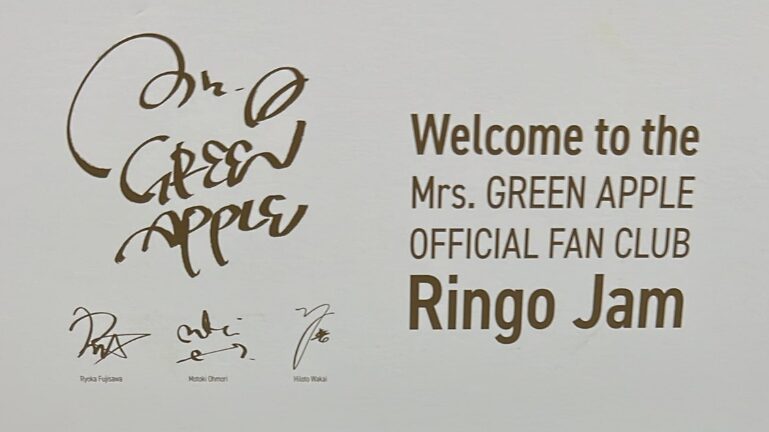 Mrs.
GREEN
APPLE
Ryoka Fujisawa
Motoki Ohmori
Hiloto Wakai
Welcome to the
Mrs. GREEN APPLE
OFFICIAL FAN CLUB
Ringo Jam